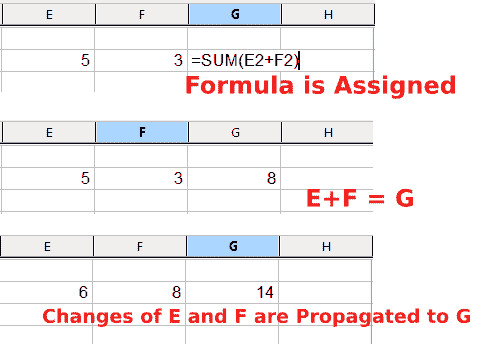 E F G H
5 3 =SUM(E2+F2)
Formula is Assigned
E F G H
5 3 8
E+F = G
E F G H
6 8 14
Changes of E and F are Propagated to G